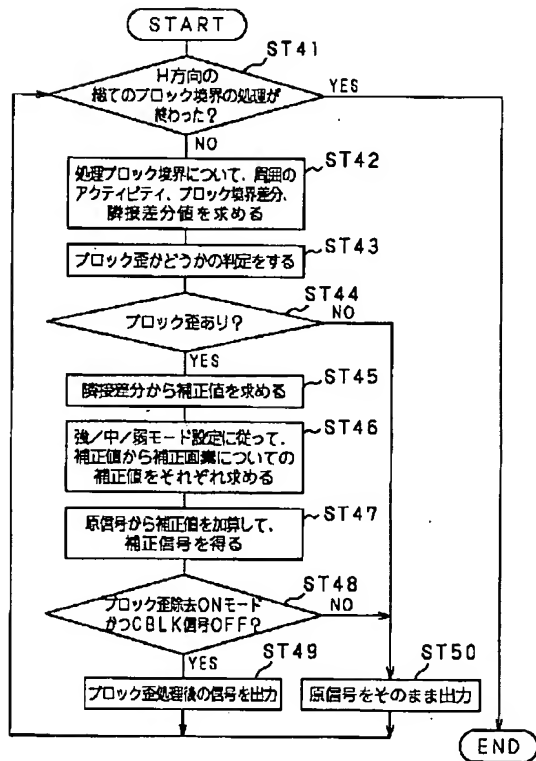 START
ST41
H方向の
捨てのブロック境界の処理が
終わった?
YES
NO
ST42
処理ブロック境界について、周囲の
アクティビティ、ブロック境界差分、
隣接差分値を求める
ST43
ブロック歪かどうかの判定をする
ST44
ブロック歪あり?
NO
YES
ST45
隣接差分から補正値を求める
ST46
強/中/弱モード設定に従って、
補正値から補正画素についての
補正値をそれぞれ求める
ST47
原信号から補正値を加算して、
補正信号を得る
ST48
ブロック歪除去ONモード
かつCBLK信号OFF?
NO
YES
ST49
ブロック歪処理後の信号を出力
ST50
原信号をそのまま出力
END